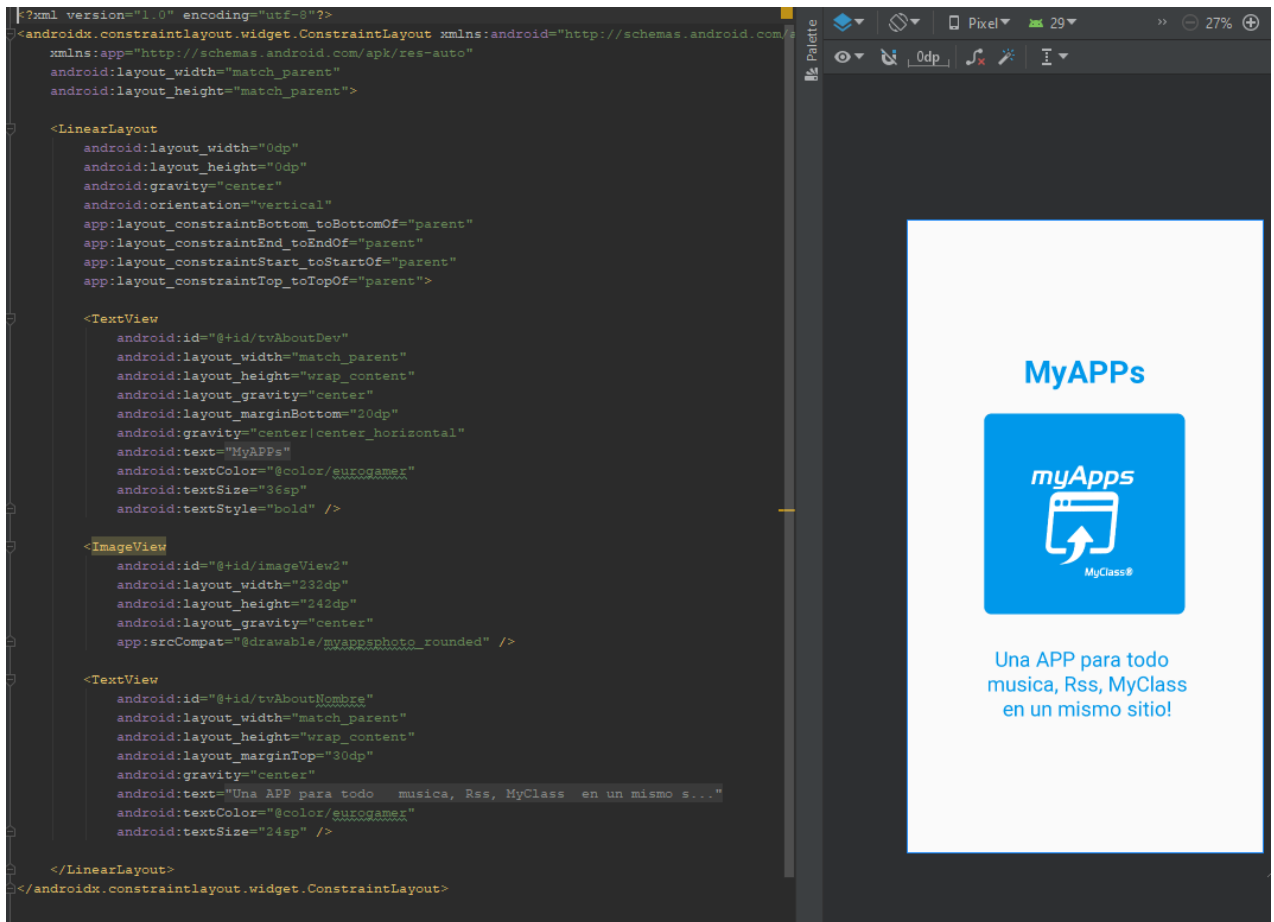 <?xml version="1.0" encoding="utf-8"?>
<androidx.constraintlayout.widget.ConstraintLayout xmlns:android="http://schemas.android.com/a
xmlns:app="http://schemas.android.com/apk/res-auto"
android:layout_width="match_parent"
android:layout_height="match_parent">
<LinearLayout
android:layout_width="0dp"
android:layout_height="0dp"
android:gravity="center"
android:orientation="vertical"
app:layout_constraintBottom_toBottomOf="parent"
app:layout_constraintEnd_toEndOf="parent"
app:layout_constraintStart_toStartOf="parent"
app:layout_constraintTop_toTopOf="parent">
<TextView
android:id="@+id/tvAboutDev"
android:layout_width="match_parent"
android:layout_height="wrap_content"
android:layout_gravity="center"
android:layout_marginBottom="20dp"
android:gravity="center|center_horizontal"
android:text="MyAPPs"
android:textColor="@color/eurogamer"
android:textSize="36sp"
android:textStyle="bold" />
<ImageView
android:id="@+id/imageView2"
android:layout_width="232dp"
android:layout_height="242dp"
android:layout_gravity="center"
app:srcCompat="@drawable/myappsphoto_rounded" />
<TextView
android:id="@+id/tvAboutNombre"
android:layout_width="match_parent"
android:layout_height="wrap_content"
android:layout_marginTop="30dp"
android:gravity="center"
android:text="Una APP para todo   musica, Rss, MyClass  en un mismo s..."
android:textColor="@color/eurogamer"
android:textSize="24sp" />
</LinearLayout>
</androidx.constraintlayout.widget.ConstraintLayout>
Palette
Pixel 29 » 27%
0dp
MyAPPs
myApps
MyClass®
Una APP para todo
musica, Rss, MyClass
en un mismo sitio!